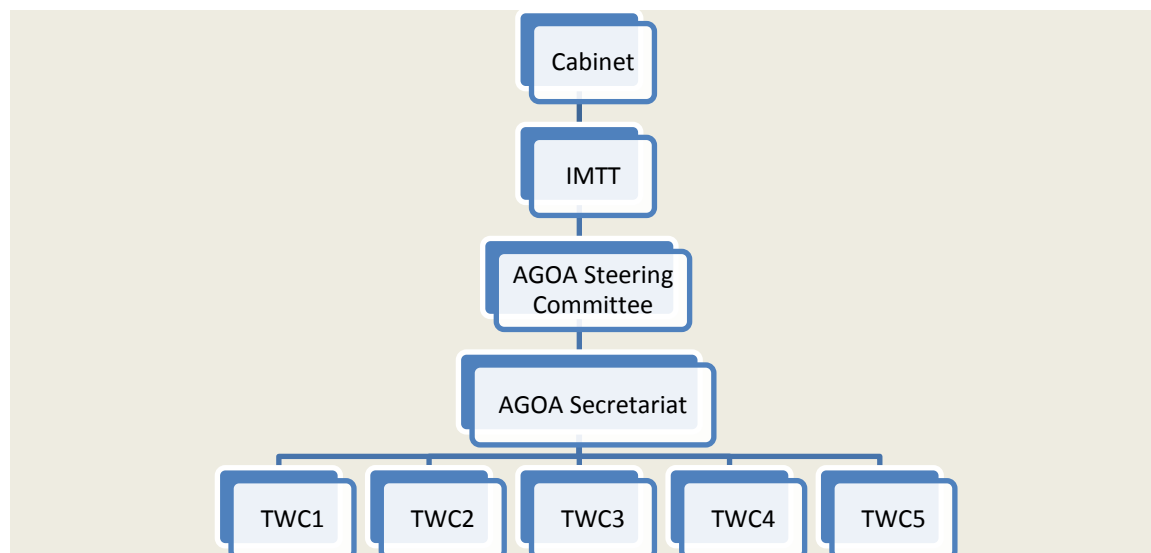 Cabinet
IMTT
AGOA Steering
Committee
AGOA Secretariat
TWC1
TWC2
TWC3
TWC4
TWC5